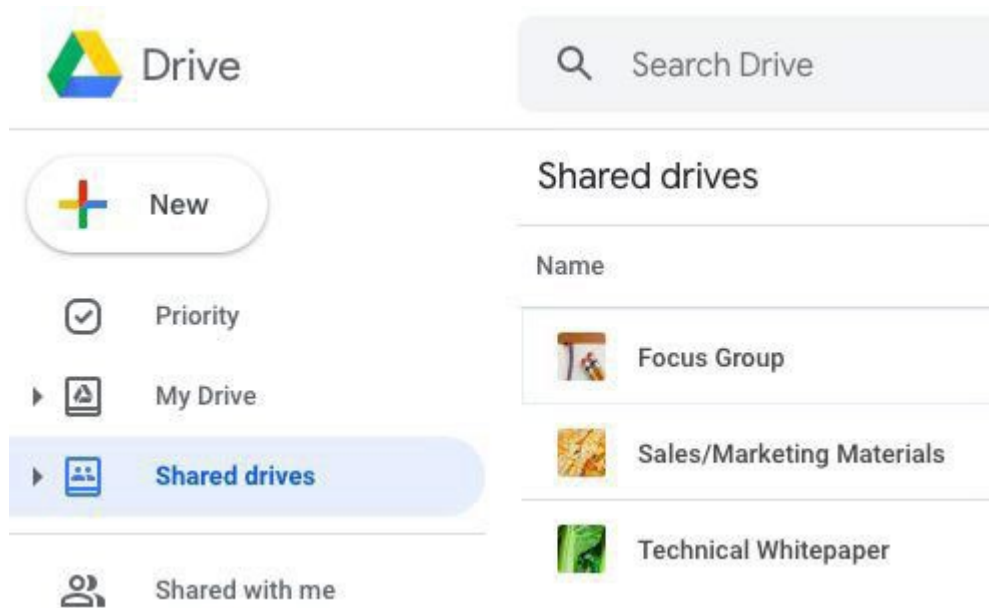 Drive
Search Drive
New
Priority
My Drive
Shared drives
Shared with me
Shared drives
Name
Focus Group
Sales/Marketing Materials
Technical Whitepaper